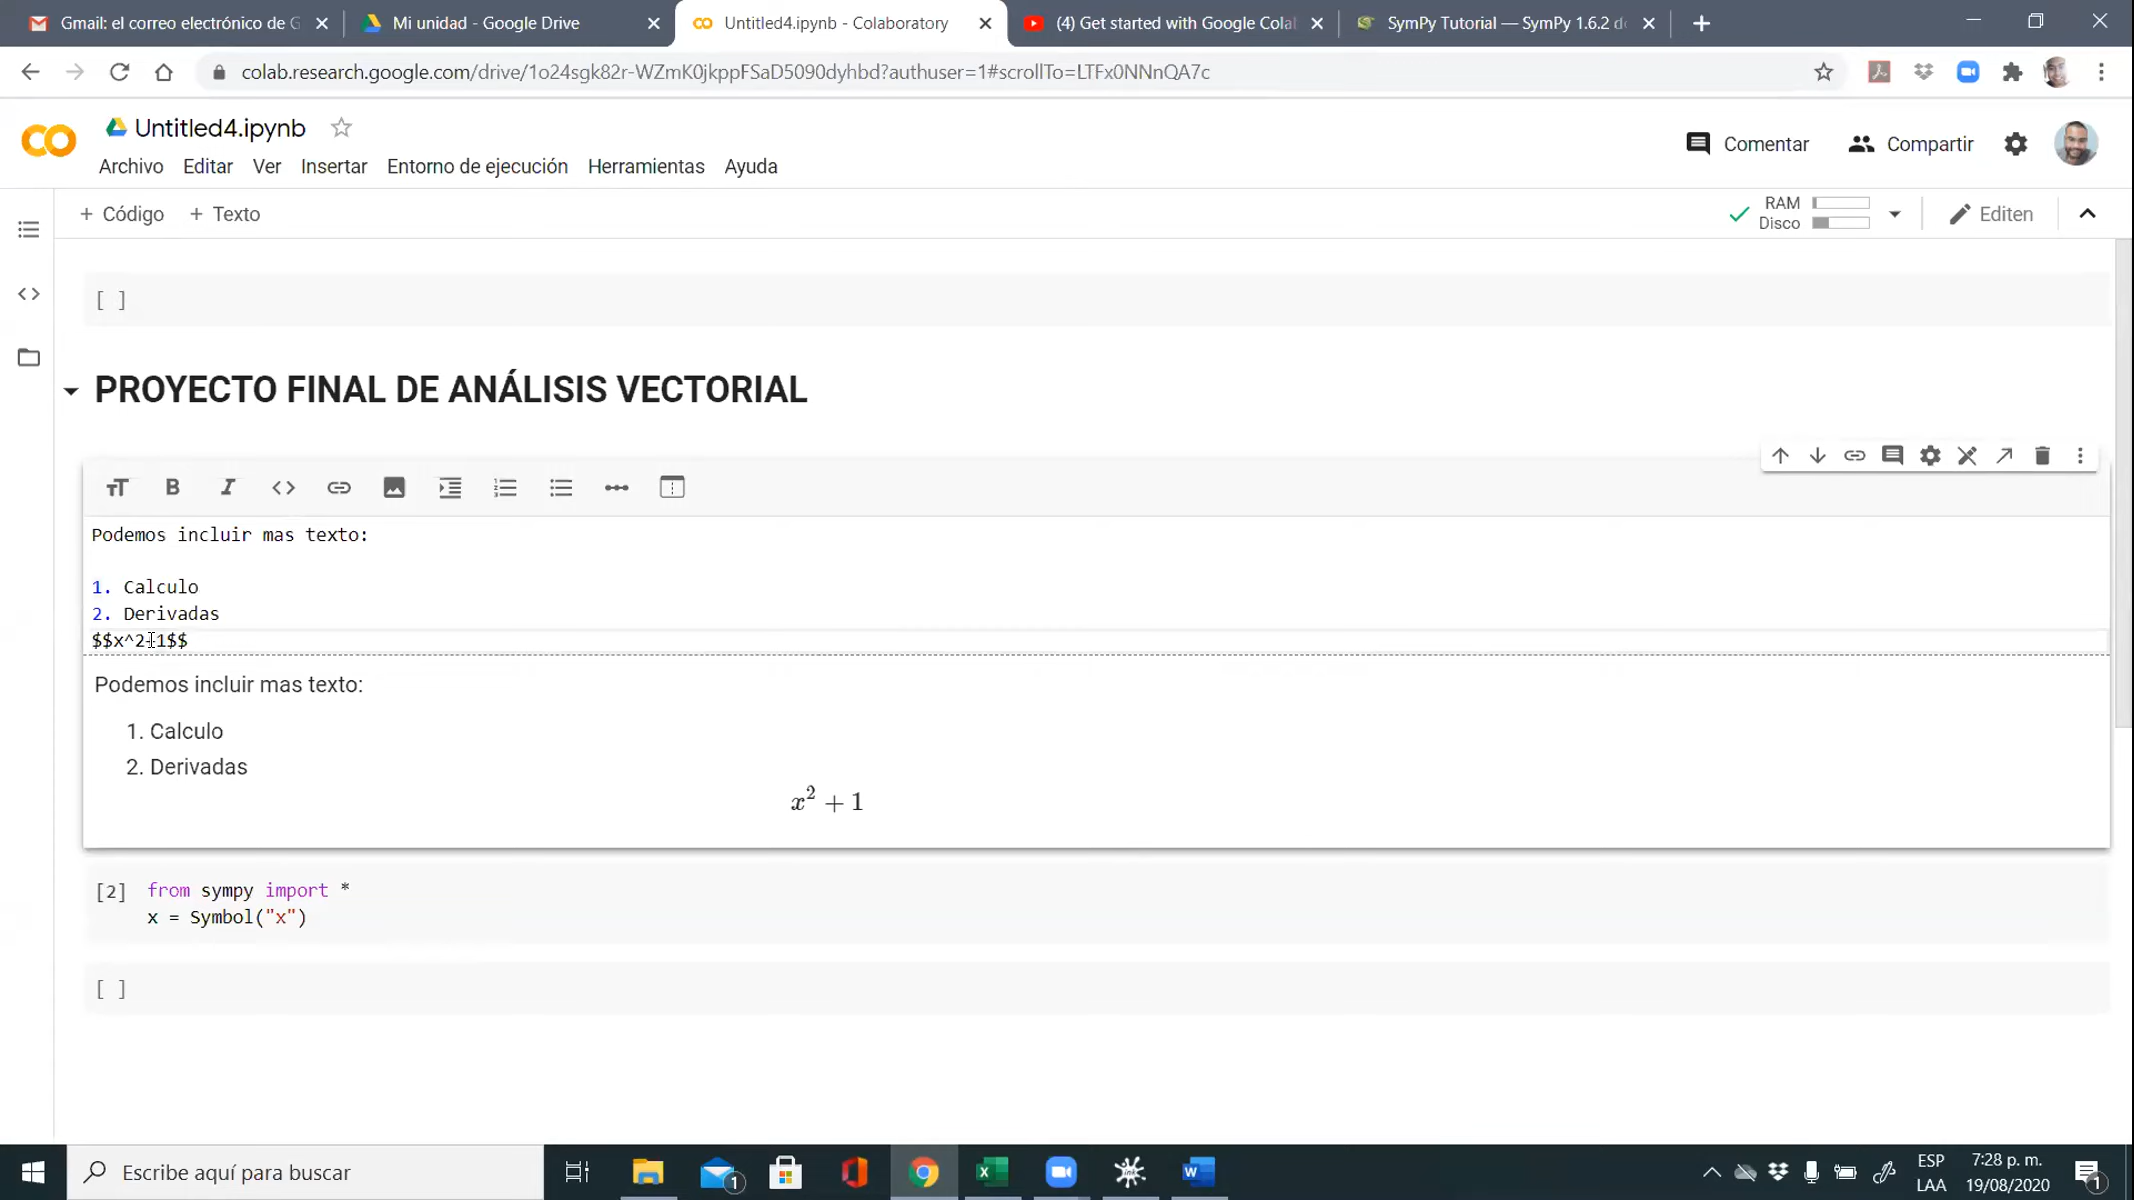 Gmail: el correo electrónico de G
Mi unidad - Google Drive
Untitled4.ipynb - Colaboratory
(4) Get started with Google Colab
SymPy Tutorial — SymPy 1.6.2 d
colab.research.google.com/drive/1o24sgk82r-WZmK0jkppFSaD5090dyhbd?authuser=1#scrollTo=LTFx0NNnQA7c
Untitled4.ipynb
Comentar
Compartir
Archivo Editar Ver Insertar Entorno de ejecución Herramientas Ayuda
+ Código + Texto
RAM
Disco
Editen
[ ]
PROYECTO FINAL DE ANÁLISIS VECTORIAL
Podemos incluir mas texto:
1. Calculo
2. Derivadas
$$x^2+1$$
Podemos incluir mas texto:
1. Calculo
2. Derivadas
x² + 1
[2] from sympy import *
x = Symbol("x")
[ ]
Escribe aquí para buscar
1
ESP
LAA
7:28 p. m.
19/08/2020
1